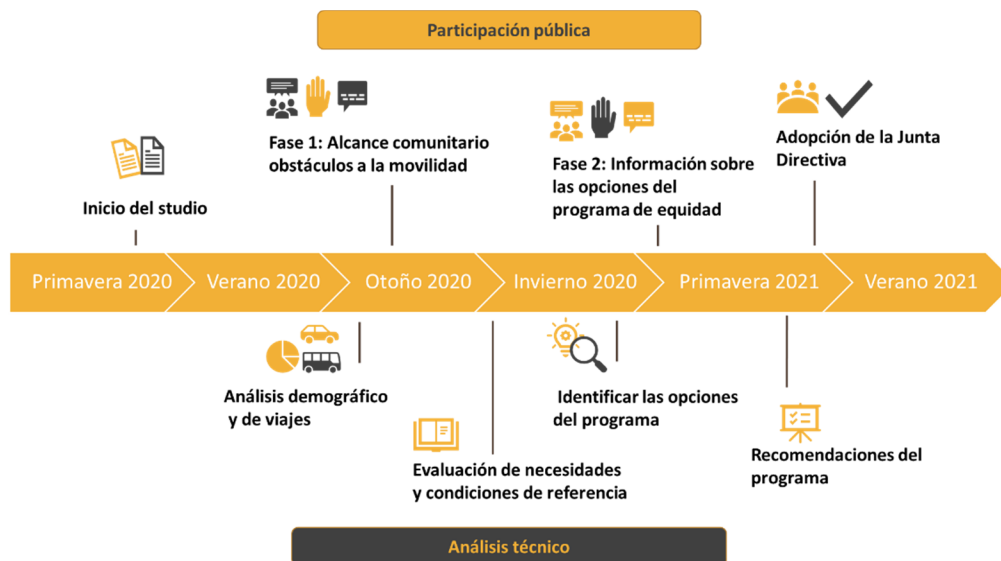 Participación pública
Fase 1: Alcance comunitario
obstáculos a la movilidad
Fase 2: Información sobre
las opciones del
programa de equidad
Adopción de la Junta
Directiva
Inicio del studio
Primavera 2020
Verano 2020
Otoño 2020
Invierno 2020
Primavera 2021
Verano 2021
Análisis demográfico
y de viajes
Evaluación de necesidades
y condiciones de referencia
Identificar las opciones
del programa
Recomendaciones del
programa
Análisis técnico